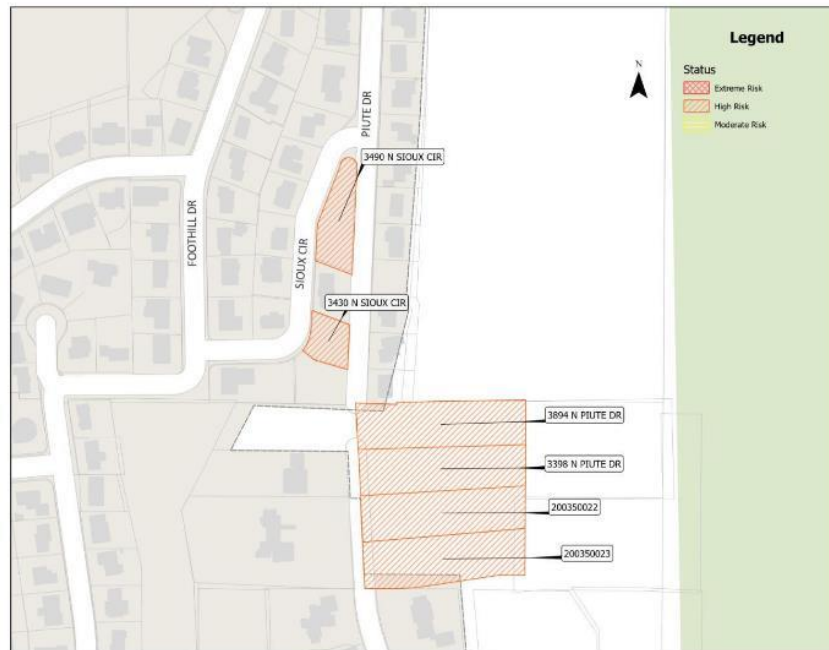 Legend
Status
Extreme Risk
High Risk
Moderate Risk
N
PIUTE DR
3490 N SIOUX CIR
FOOTHILL DR
SIOUX CIR
3430 N SIOUX CIR
3894 N PIUTE DR
3398 N PIUTE DR
200350022
200350023